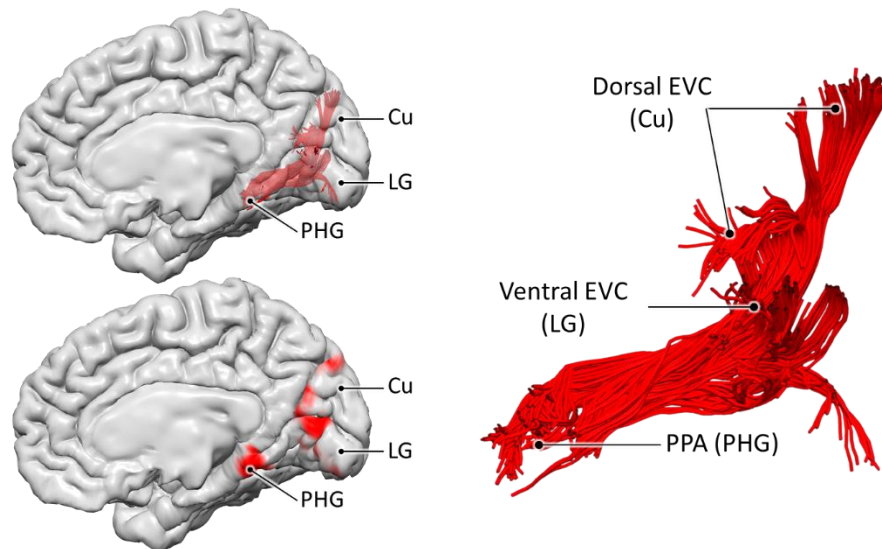 Cu
LG
PHG
Cu
LG
PHG
Dorsal EVC
(Cu)
Ventral EVC
(LG)
PPA (PHG)